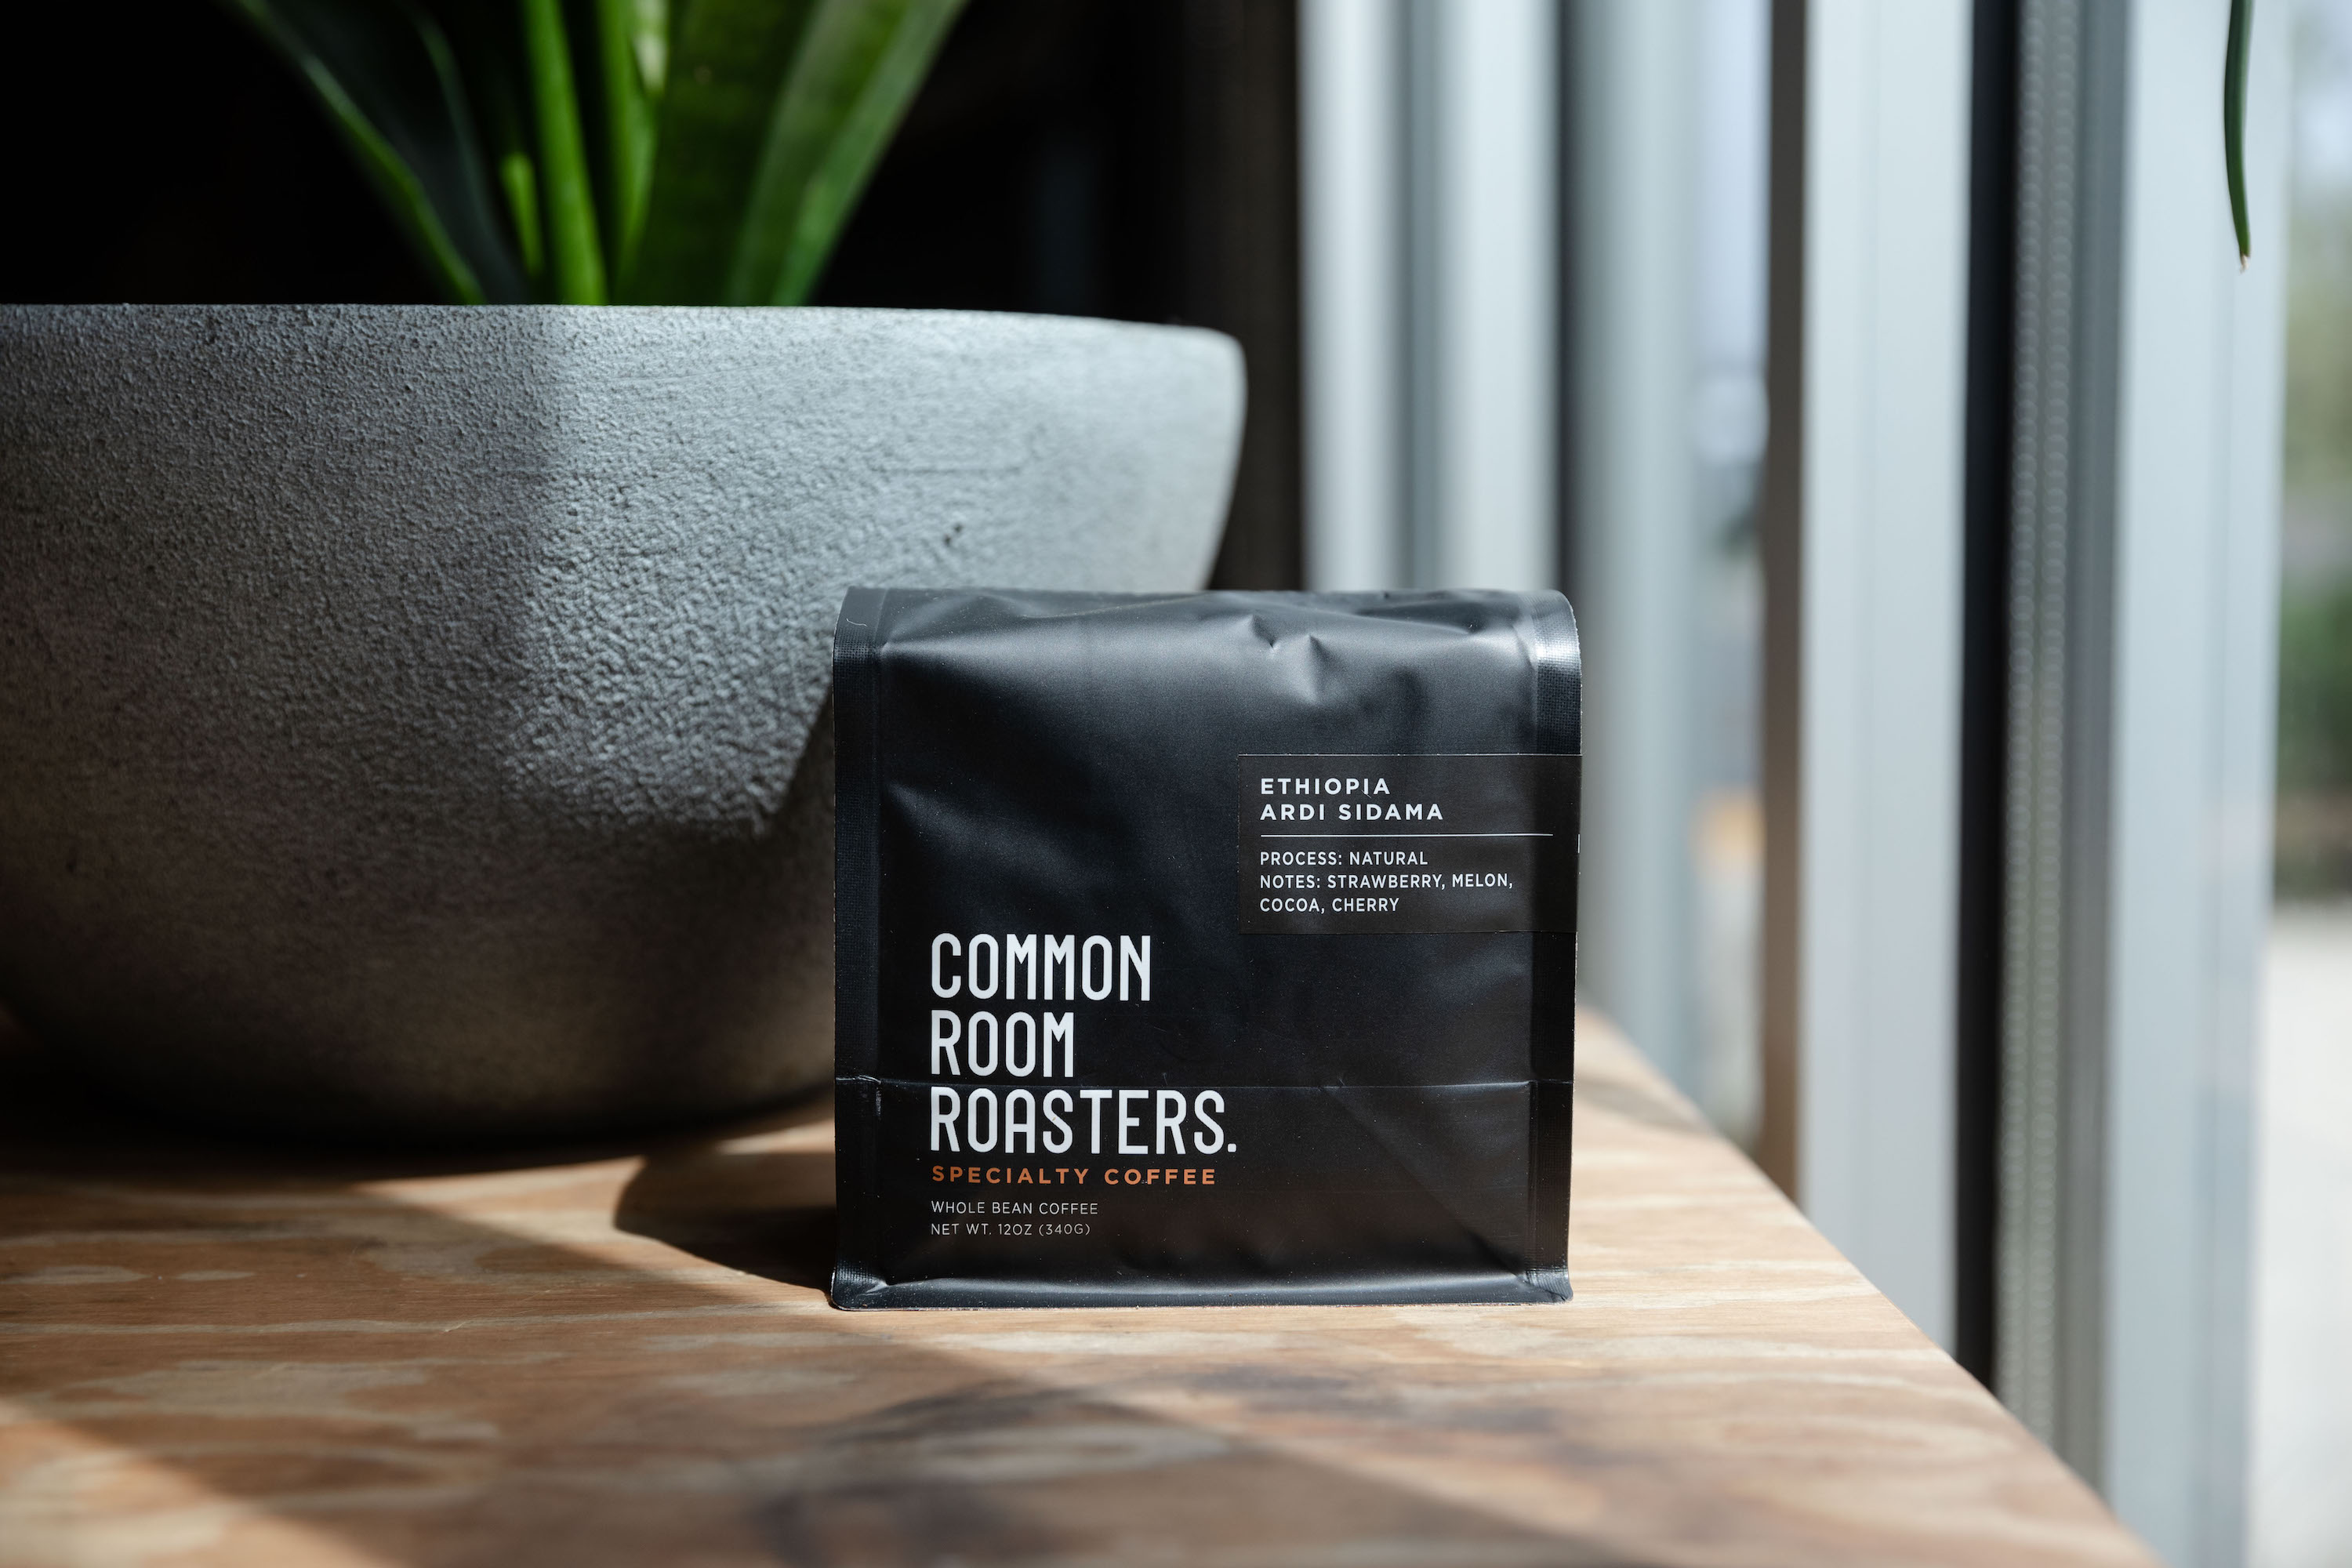 ETHIOPIA
ARDI SIDAMA
PROCESS: NATURAL
NOTES: STRAWBERRY, MELON,
COCOA, CHERRY
COMMON
ROOM
ROASTERS.
SPECIALTY COFFEE
WHOLE BEAN COFFEE
NET WT. 12OZ (340G)